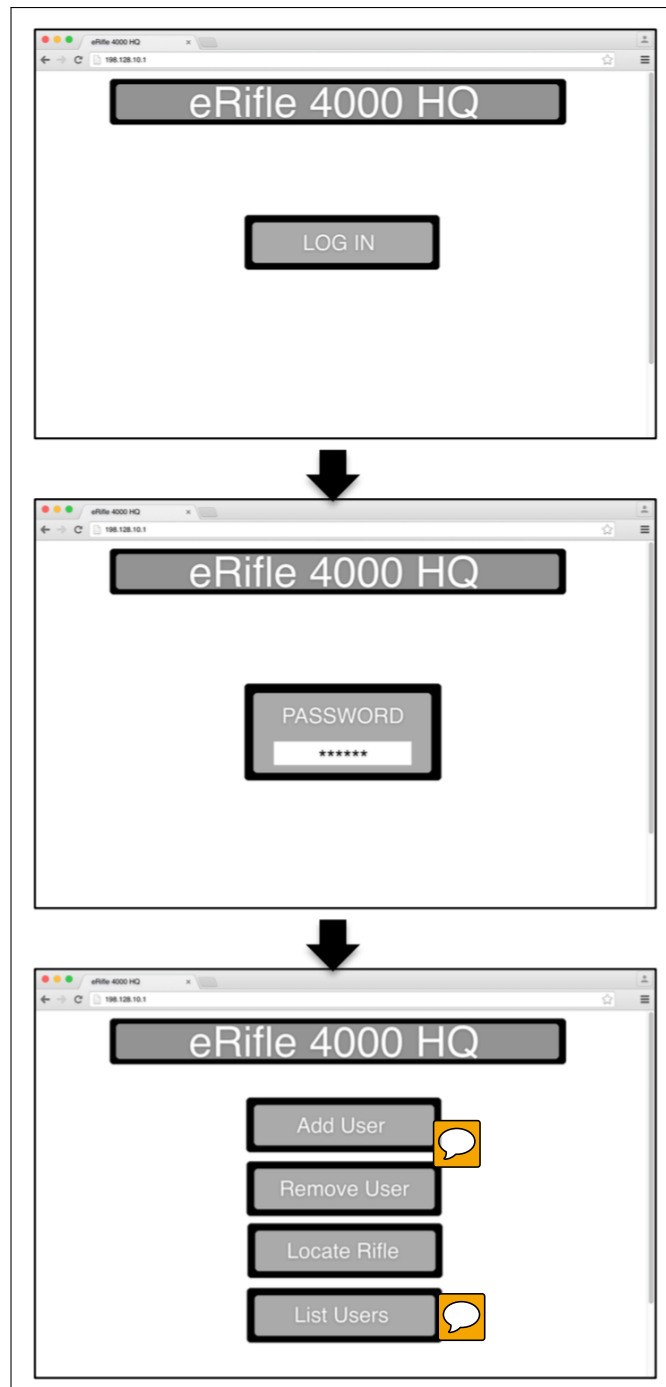 eRifle 4000 HQ
198.128.10.1
eRifle 4000 HQ
LOG IN
eRifle 4000 HQ
198.128.10.1
eRifle 4000 HQ
PASSWORD
******
eRifle 4000 HQ
198.128.10.1
eRifle 4000 HQ
Add User
Remove User
Locate Rifle
List Users